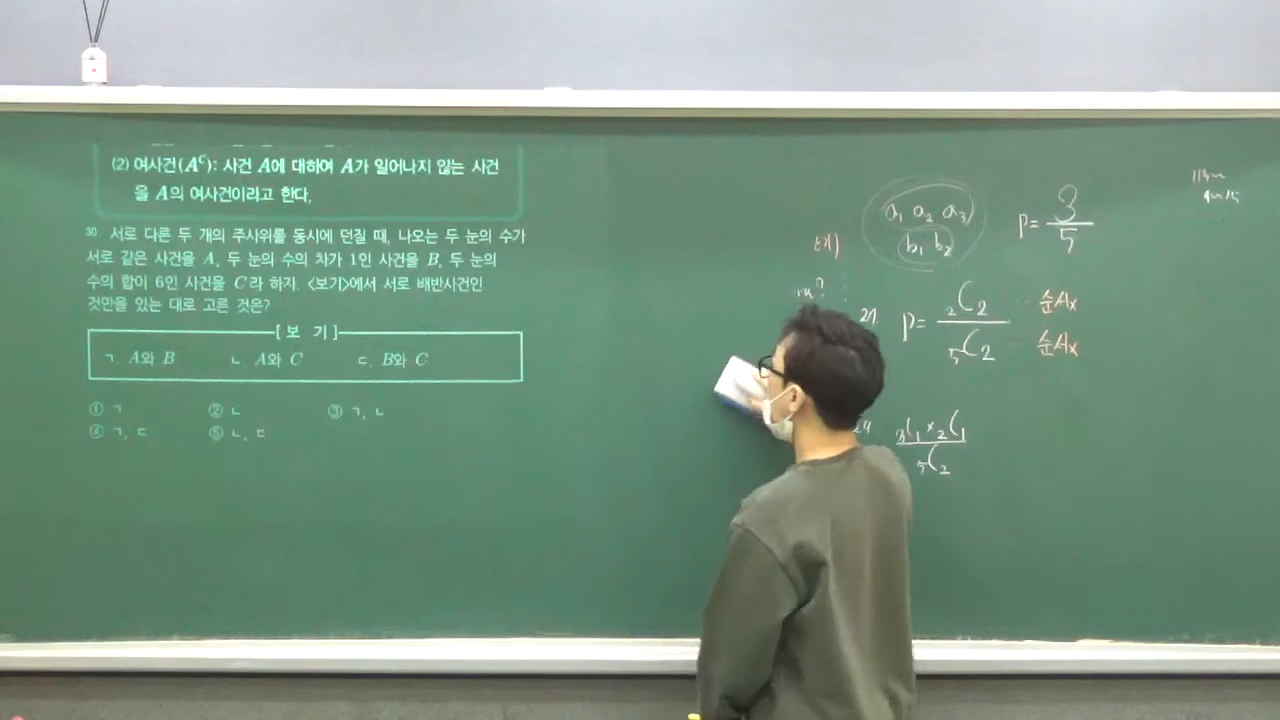 (2) 여사건(Aᶜ): 사건 A에 대하여 A가 일어나지 않는 사건
을 A의 여사건이라고 한다.
30 서로 다른 두 개의 주사위를 동시에 던질 때, 나오는 두 눈의 수가
서로 같은 사건을 A, 두 눈의 수의 차가 1인 사건을 B, 두 눈의
수의 합이 6인 사건을 C라 하자. <보기>에서 서로 배반사건인
것만을 있는 대로 고른 것은?
[보 기]
ㄱ. A와 B ㄴ. A와 C ㄷ. B와 C
① ㄱ ② ㄴ ③ ㄱ, ㄴ
④ ㄱ, ㄷ ⑤ ㄴ, ㄷ
a₁ a₂ a₃
b₁ b₂
P= 3/5
P= ₂C₂/₅C₂
순서x
순서x
₃C₁ × ₂C₁
₅C₂